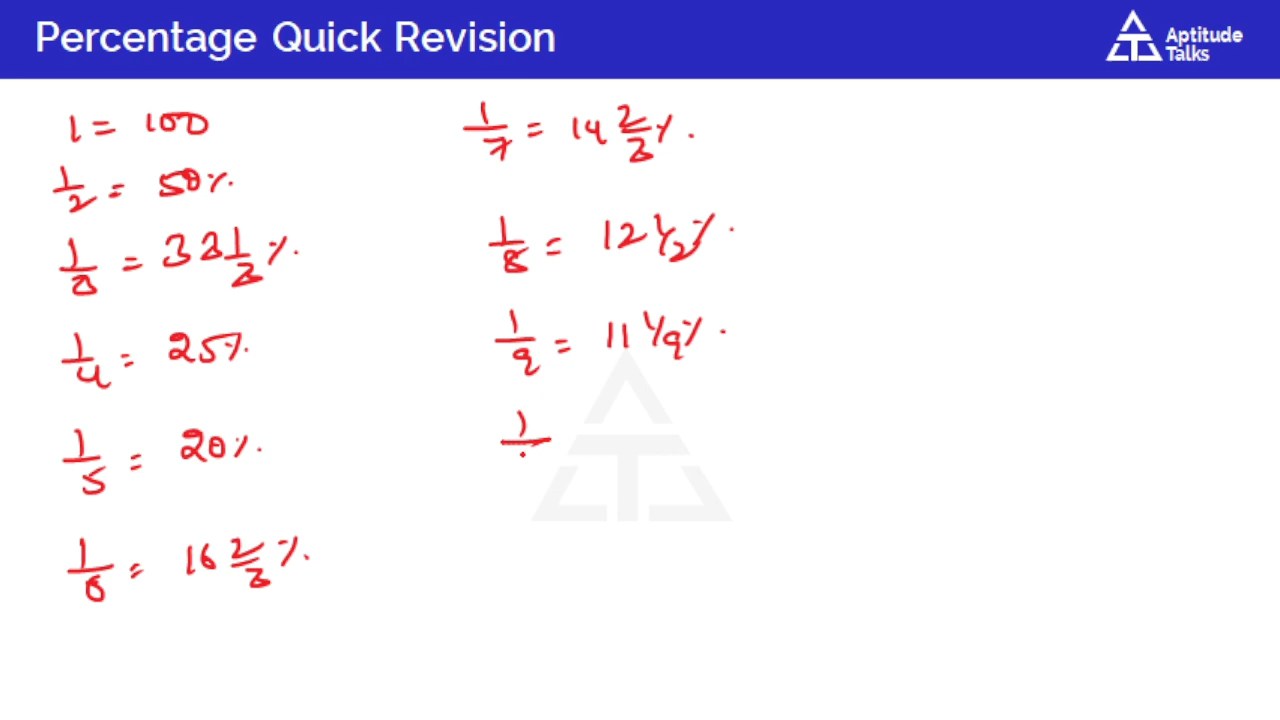 Percentage Quick Revision
Aptitude
Talks
1 = 100
1/2 = 50%
1/3 = 33 1/3 %
1/4 = 25%
1/5 = 20%
1/6 = 16 2/3 %
1/7 = 14 2/3 %
1/8 = 12 1/2 %
1/9 = 11 1/9 %
1/